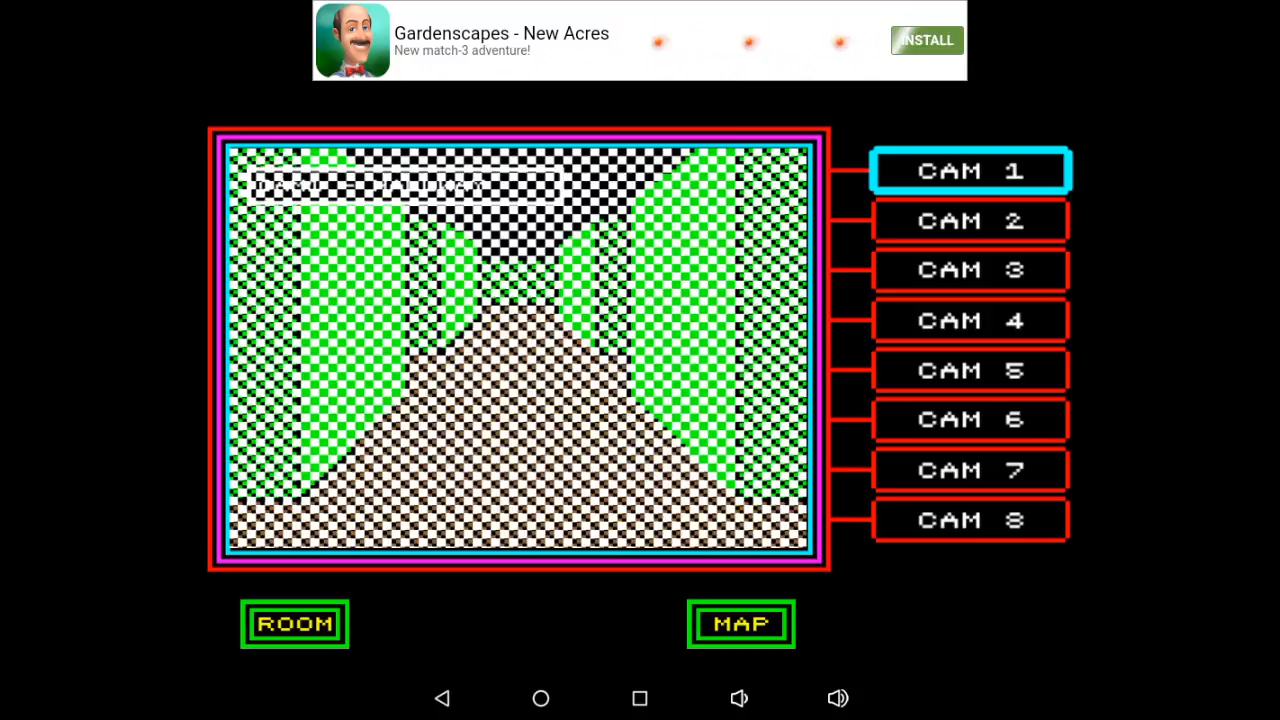 Gardenscapes - New Acres
New match-3 adventure!
INSTALL
CAM 1
CAM 2
CAM 3
CAM 4
CAM 5
CAM 6
CAM 7
CAM 8
ROOM
MAP